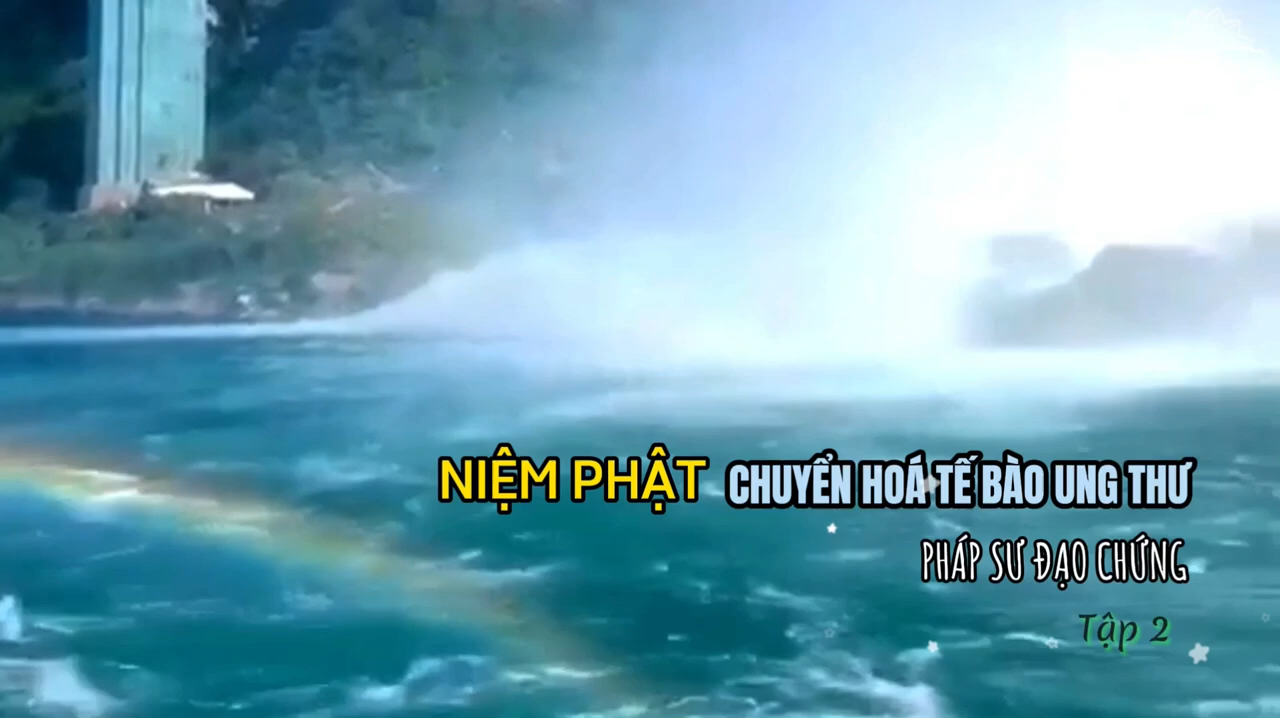 NIỆM PHẬT CHUYỂN HOÁ TẾ BÀO UNG THƯ
PHÁP SƯ ĐẠO CHỨNG
Tập 2